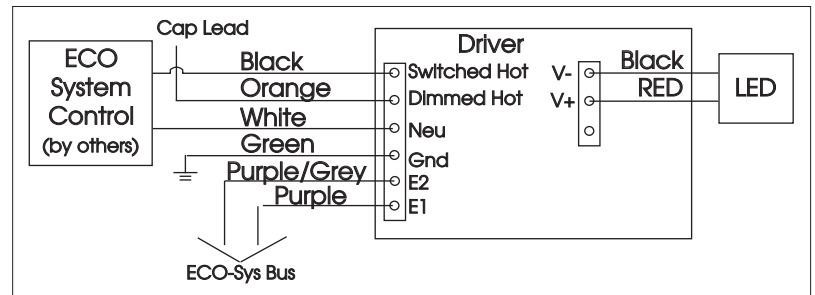 Cap Lead
ECO
System
Control
(by others)
Black
Orange
White
Green
Purple/Grey
Purple
ECO-Sys Bus
Driver
Switched Hot
Dimmed Hot
Neu
Gnd
E2
E1
V-
V+
Black
RED
LED